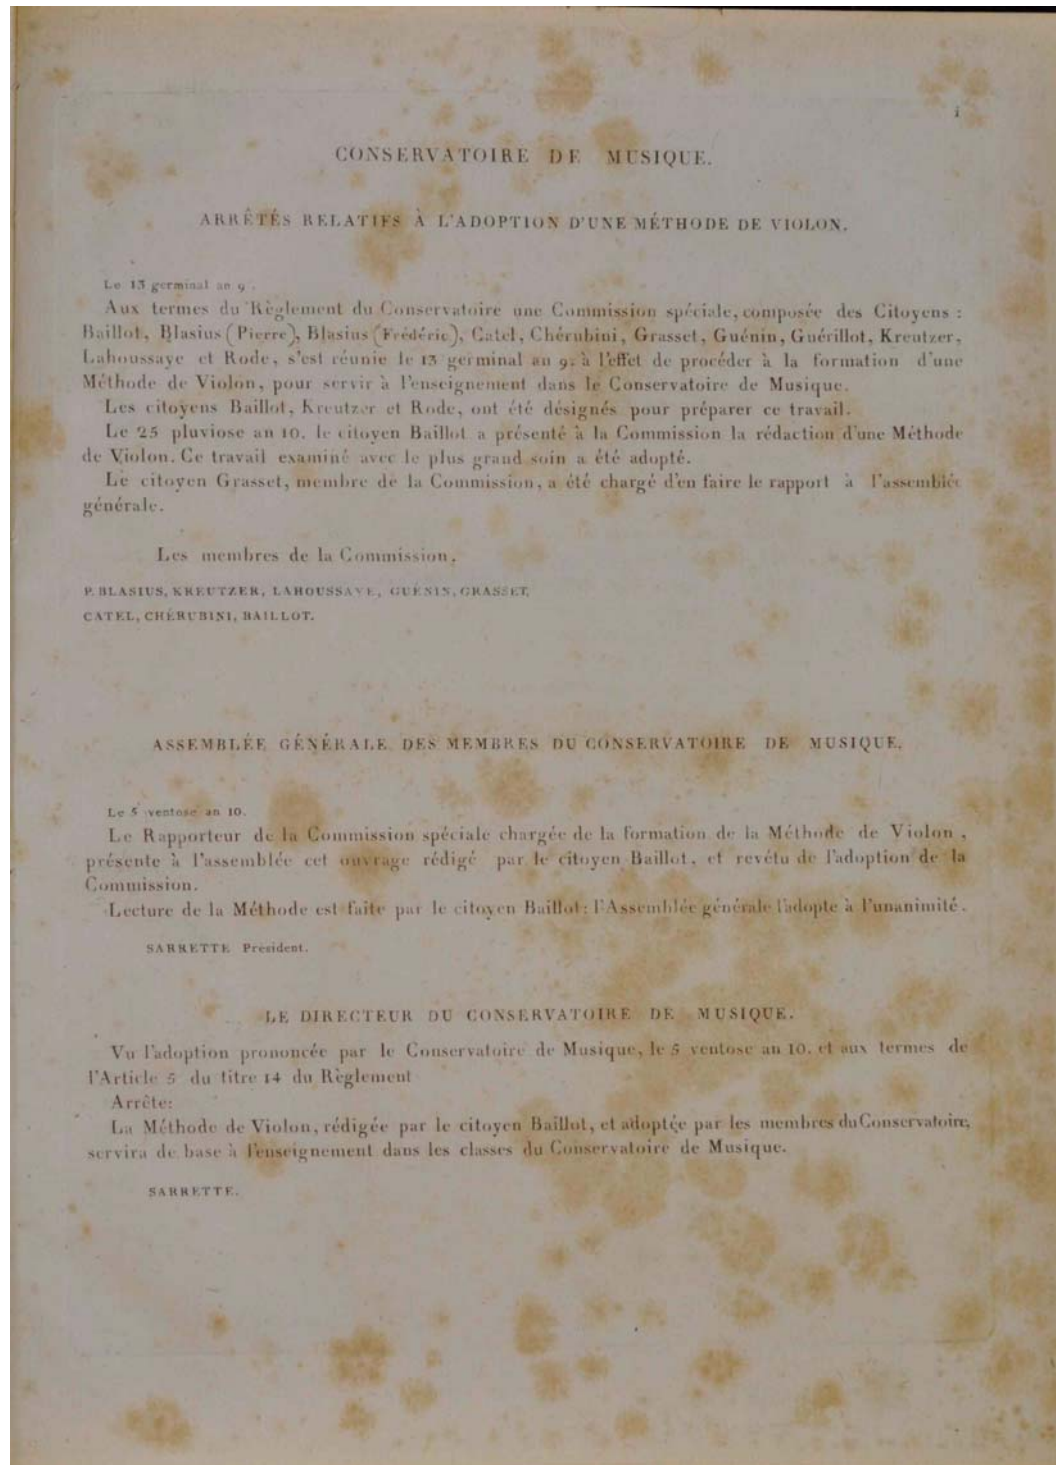 i
CONSERVATOIRE DE MUSIQUE.
ARRÊTÉS RELATIFS À L'ADOPTION D'UNE MÉTHODE DE VIOLON.
Le 13 germinal an 9.
Aux termes du Règlement du Conservatoire une Commission spéciale, composée des Citoyens :
Baillot, Blasius (Pierre), Blasius (Frédéric), Catel, Chérubini, Grasset, Guénin, Guérillot, Kreutzer,
Lahoussaye et Rode, s'est réunie le 13 germinal an 9. à l'effet de procéder à la formation d'une
Méthode de Violon, pour servir à l'enseignement dans le Conservatoire de Musique.
Les citoyens Baillot, Kreutzer et Rode, ont été désignés pour préparer ce travail.
Le 25 pluviose an 10. le citoyen Baillot a présenté à la Commission la rédaction d'une Méthode
de Violon. Ce travail examiné avec le plus grand soin a été adopté.
Le citoyen Grasset, membre de la Commission, a été chargé d'en faire le rapport à l'assemblée
générale.
Les membres de la Commission.
P. BLASIUS, KREUTZER, LAHOUSSAYE, GUÉNIN, GRASSET,
CATEL, CHÉRUBINI, BAILLOT.
ASSEMBLÉE GÉNÉRALE DES MEMBRES DU CONSERVATOIRE DE MUSIQUE.
Le 5 ventose an 10.
Le Rapporteur de la Commission spéciale chargée de la formation de la Méthode de Violon,
présente à l'assemblée cet ouvrage rédigé par le citoyen Baillot, et revétu de l'adoption de la
Commission.
Lecture de la Méthode est faite par le citoyen Baillot: l'Assemblée générale l'adopte à l'unanimité.
SARRETTE Président.
LE DIRECTEUR DU CONSERVATOIRE DE MUSIQUE.
Vu l'adoption prononcée par le Conservatoire de Musique, le 5 ventose an 10. et aux termes de
l'Article 5 du titre 14 du Règlement
Arrête:
La Méthode de Violon, rédigée par le citoyen Baillot, et adoptée par les membres du Conservatoire,
servira de base à l'enseignement dans les classes du Conservatoire de Musique.
SARRETTE.